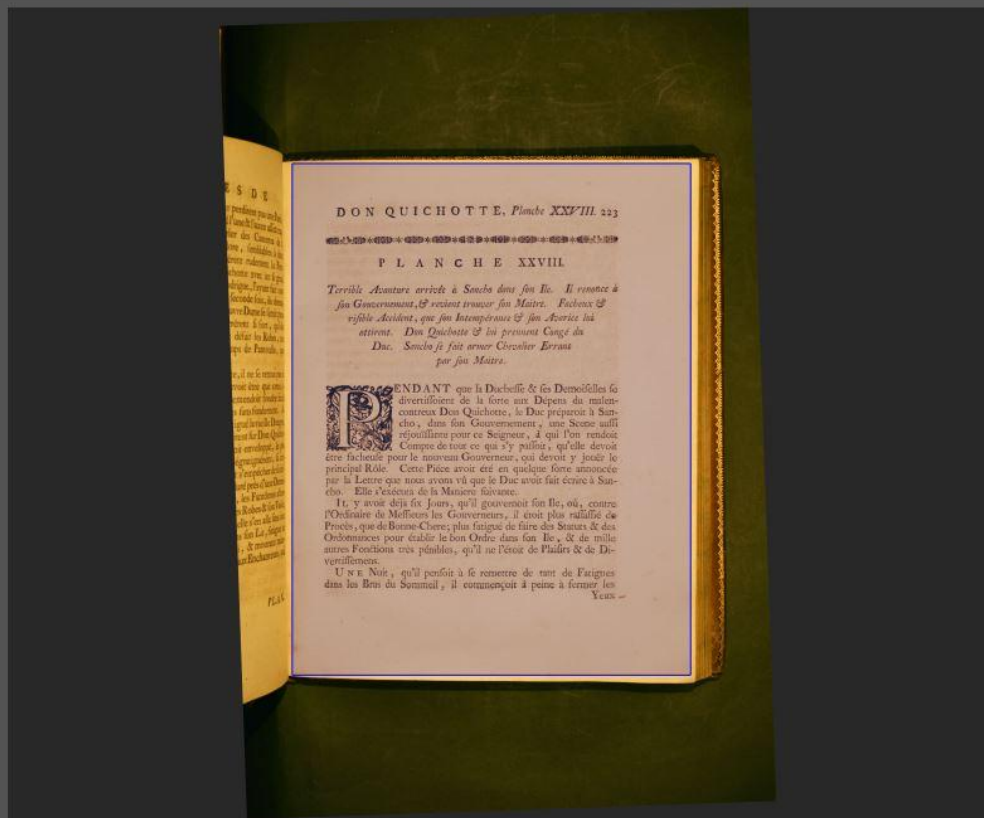 ES DE
DON QUICHOTTE, Planche XXVIII. 223
PLANCHE XXVIII.
Terrible Avanture arrivée à Sancho dans son Ile. Il renonce à
son Gouvernement, & revient trouver son Maitre. Facheux &
risible Accident, que son Intempérance & son Avarice lui
attirent. Don Quichotte & lui prennent Congé du
Duc. Sancho se fait armer Chevalier Errant
par son Maitre.
PENDANT que la Duchesse & ses Demoiselles se
divertissoient de la sorte aux Dépens du malen-
contreux Don Quichotte, le Duc préparoit à San-
cho, dans son Gouvernement, une Scene aussi
réjouissante pour ce Seigneur, à qui l'on rendoit
Compte de tout ce qui s'y passoit, qu'elle devoit
être facheuse pour le nouveau Gouverneur, qui devoit y jouër le
principal Rôle. Cette Piéce avoit été en quelque sorte annoncée
par la Lettre que nous avons vû que le Duc avoit fait écrire à San-
cho. Elle s'exécuta de la Maniere suivante.
IL y avoit déja six Jours, qu'il gouvernoit son Ile, où, contre
l'Ordinaire de Messieurs les Gouverneurs, il étoit plus rassassié de
Procès, que de Bonne-Chere; plus fatigué de faire des Statuts & des
Ordonnances pour établir le bon Ordre dans son Ile, & de mille
autres Fonctions très pénibles, qu'il ne l'étoit de Plaisirs & de Di-
vertissemens.
UNE Nuit, qu'il pensoit à se remettre de tant de Fatigues
dans les Bras du Sommeil, il commençoit à peine à fermer les
Yeux